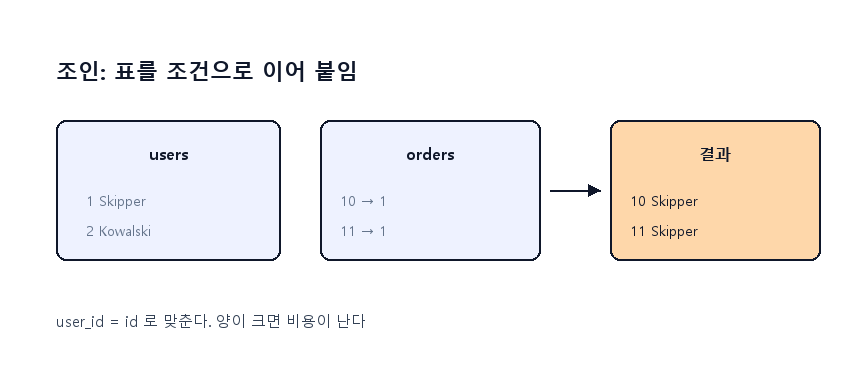 조인: 표를 조건으로 이어 붙임
users
1 Skipper
2 Kowalski
orders
10 → 1
11 → 1
결과
10 Skipper
11 Skipper
user_id = id 로 맞춘다. 양이 크면 비용이 난다